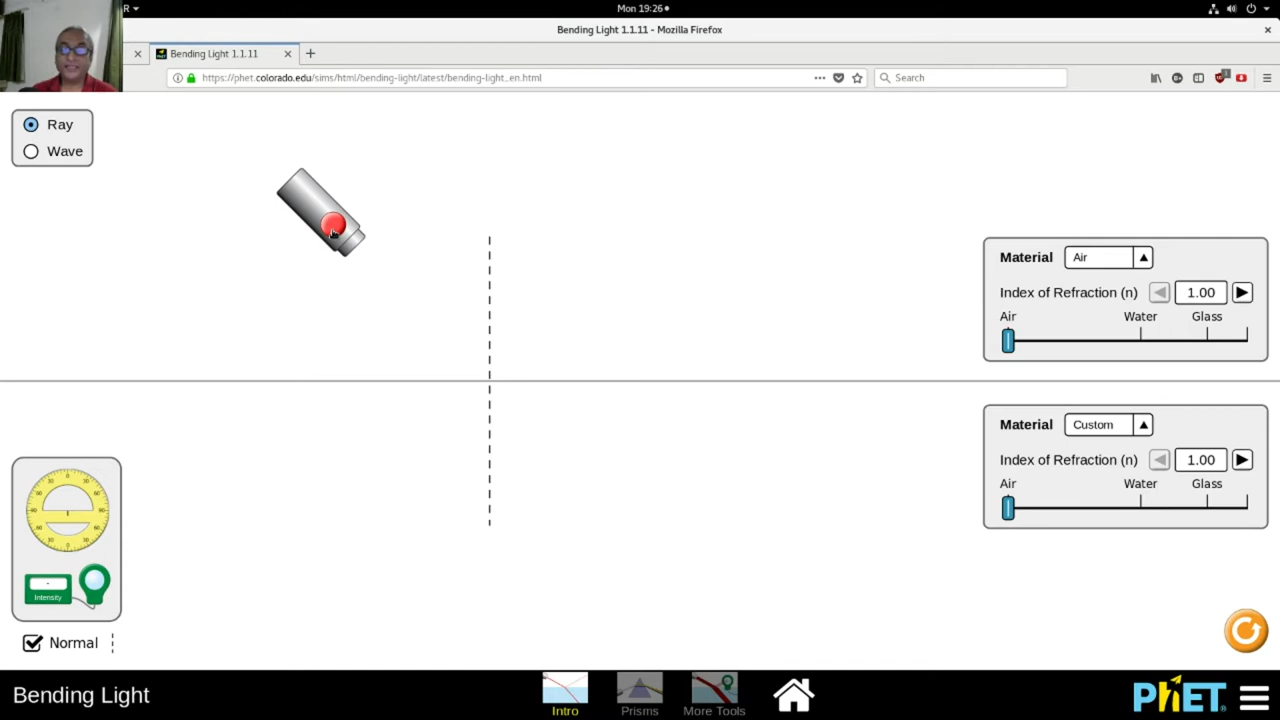 R
Mon 19:26
Bending Light 1.1.11 - Mozilla Firefox
Bending Light 1.1.11
https://phet.colorado.edu/sims/html/bending-light/latest/bending-light_en.html
Search
Ray
Wave
Material Air
Index of Refraction (n) 1.00
Air Water Glass
Material Custom
Index of Refraction (n) 1.00
Air Water Glass
Intensity
Normal
Bending Light
Intro
Prisms
More Tools
PhET